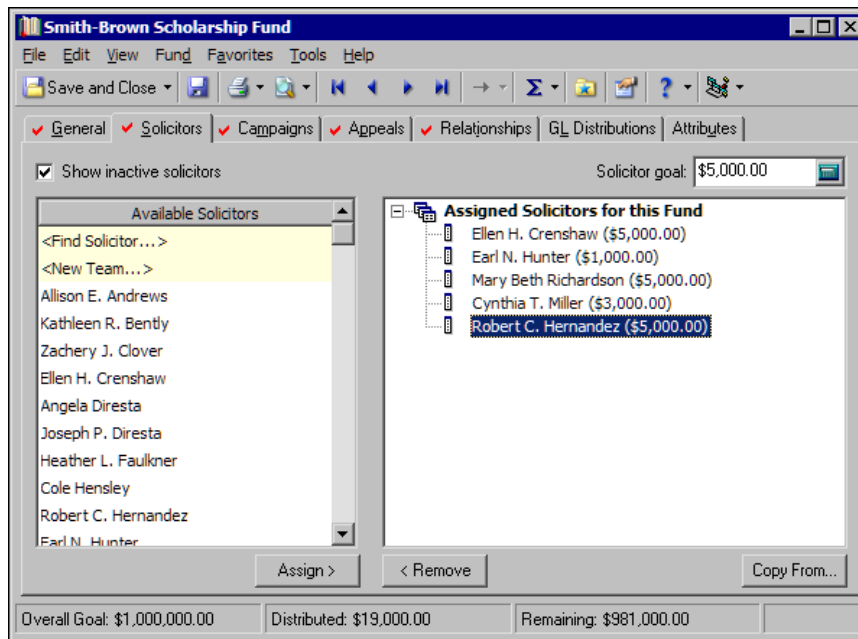 Smith-Brown Scholarship Fund
File Edit View Fund Favorites Tools Help
Save and Close
General Solicitors Campaigns Appeals Relationships GL Distributions Attributes
Show inactive solicitors
Solicitor goal: $5,000.00
Available Solicitors
<Find Solicitor...>
<New Team...>
Allison E. Andrews
Kathleen R. Bently
Zachery J. Clover
Ellen H. Crenshaw
Angela Diresta
Joseph P. Diresta
Heather L. Faulkner
Cole Hensley
Robert C. Hernandez
Earl N. Hunter
Assigned Solicitors for this Fund
Ellen H. Crenshaw ($5,000.00)
Earl N. Hunter ($1,000.00)
Mary Beth Richardson ($5,000.00)
Cynthia T. Miller ($3,000.00)
Robert C. Hernandez ($5,000.00)
Assign >
< Remove
Copy From...
Overall Goal: $1,000,000.00
Distributed: $19,000.00
Remaining: $981,000.00